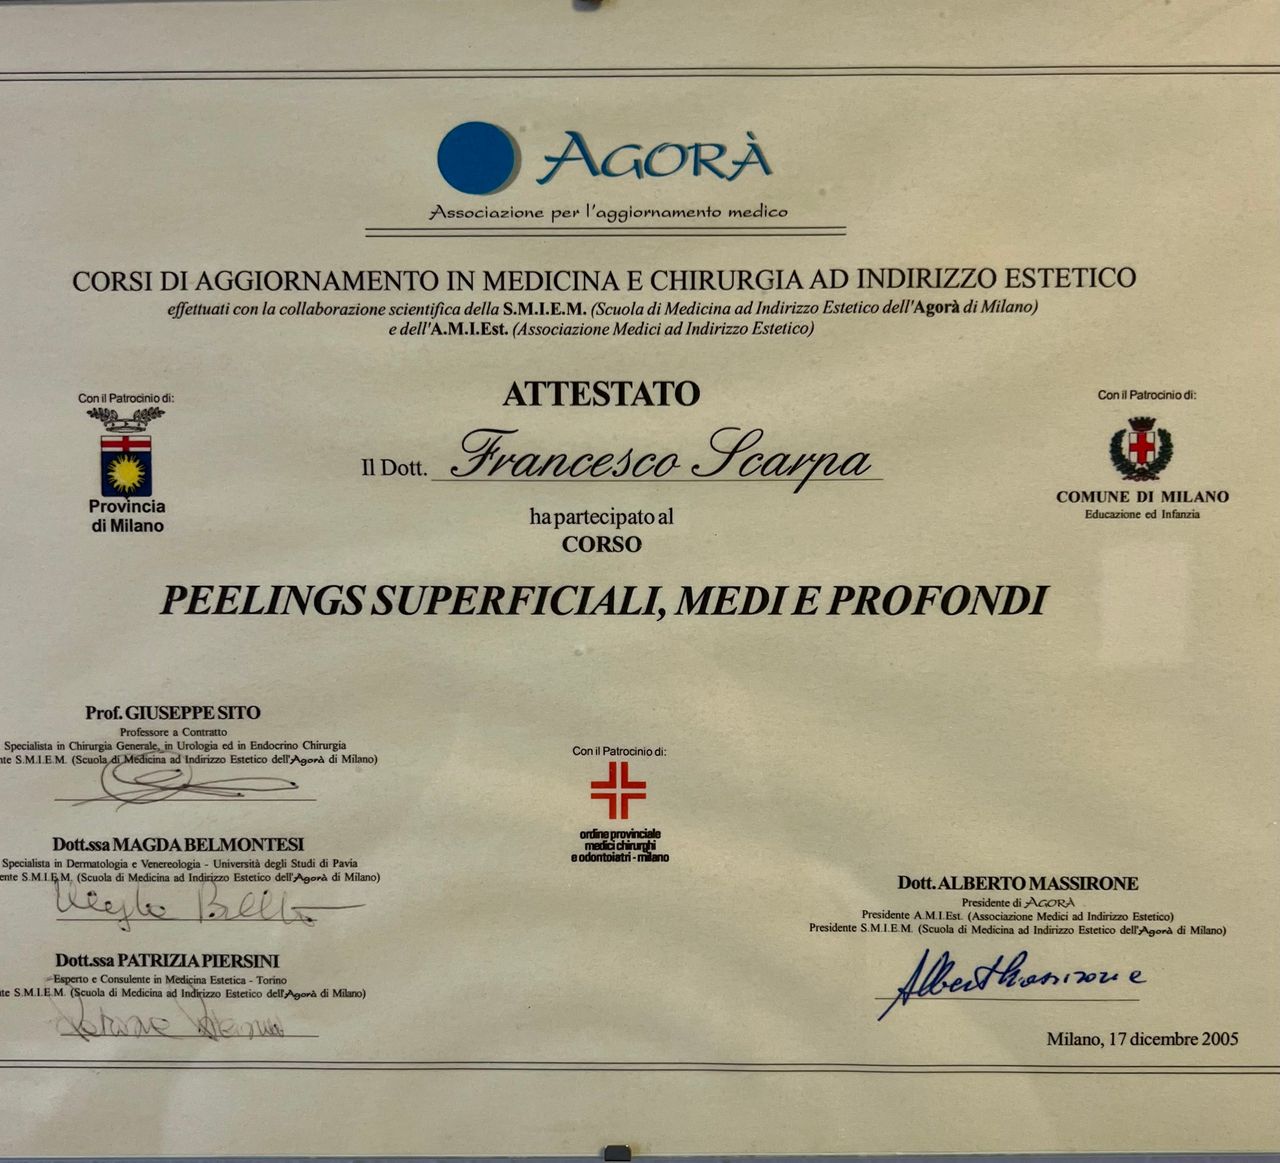 AGORÀ
Associazione per l'aggiornamento medico
CORSI DI AGGIORNAMENTO IN MEDICINA E CHIRURGIA AD INDIRIZZO ESTETICO
effettuati con la collaborazione scientifica della S.M.I.E.M. (Scuola di Medicina ad Indirizzo Estetico dell'Agorà di Milano)
e dell'A.M.I.Est. (Associazione Medici ad Indirizzo Estetico)
ATTESTATO
Con il Patrocinio di:
Provincia
di Milano
Il Dott. Francesco Scarpa
Con il Patrocinio di:
COMUNE DI MILANO
Educazione ed Infanzia
ha partecipato al
CORSO
PEELINGS SUPERFICIALI, MEDI E PROFONDI
Prof. GIUSEPPE SITO
Professore a Contratto
Specialista in Chirurgia Generale, in Urologia ed in Endocrino Chirurgia
S.M.I.E.M. (Scuola di Medicina ad Indirizzo Estetico dell'Agorà di Milano)
Dott.ssa MAGDA BELMONTESI
Specialista in Dermatologia e Venereologia - Università degli Studi di Pavia
S.M.I.E.M. (Scuola di Medicina ad Indirizzo Estetico dell'Agorà di Milano)
Dott.ssa PATRIZIA PIERSINI
Esperto e Consulente in Medicina Estetica - Torino
S.M.I.E.M. (Scuola di Medicina ad Indirizzo Estetico dell'Agorà di Milano)
Con il Patrocinio di:
ordine provinciale
medici chirurghi
e odontoiatri - milano
Dott. ALBERTO MASSIRONE
Presidente di AGORÀ
Presidente A.M.I.Est. (Associazione Medici ad Indirizzo Estetico)
Presidente S.M.I.E.M. (Scuola di Medicina ad Indirizzo Estetico dell'Agorà di Milano)
Milano, 17 dicembre 2005